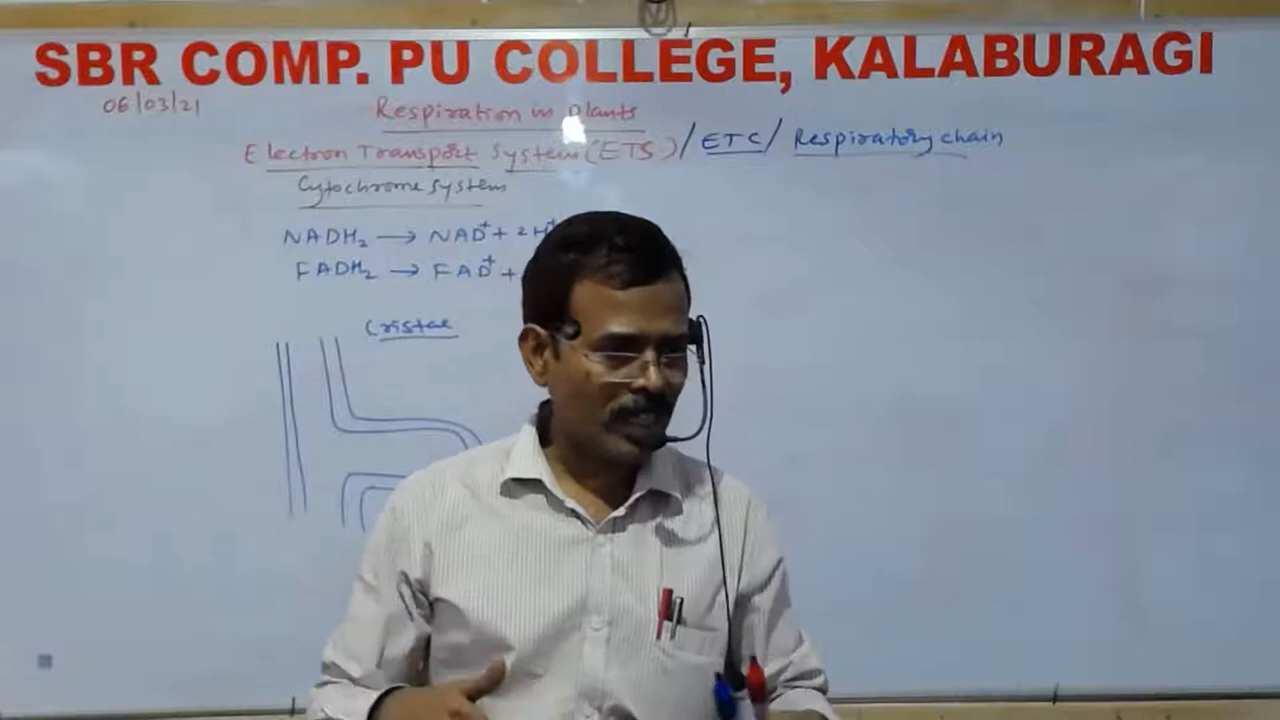 SBR COMP. PU COLLEGE, KALABURAGI
06/03/21
Respiration in plants
Electron Transport System (ETS) / ETC / Respiratory chain
Cytochrome system
NADH₂ → NAD⁺ + 2H⁺
FADH₂ → FAD⁺ +
Cristae